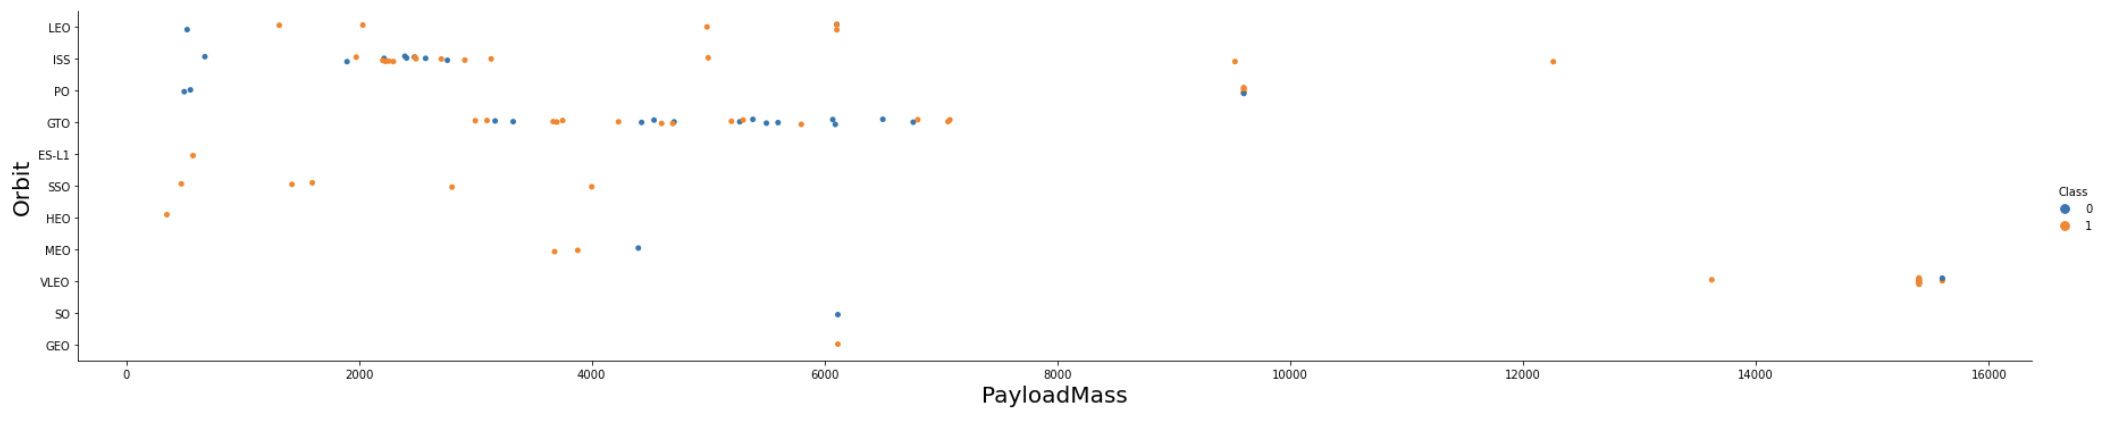 LEO
ISS
PO
GTO
ES-L1
SSO
HEO
MEO
VLEO
SO
GEO
Orbit
0 2000 4000 6000 8000 10000 12000 14000 16000
PayloadMass
Class
0
1